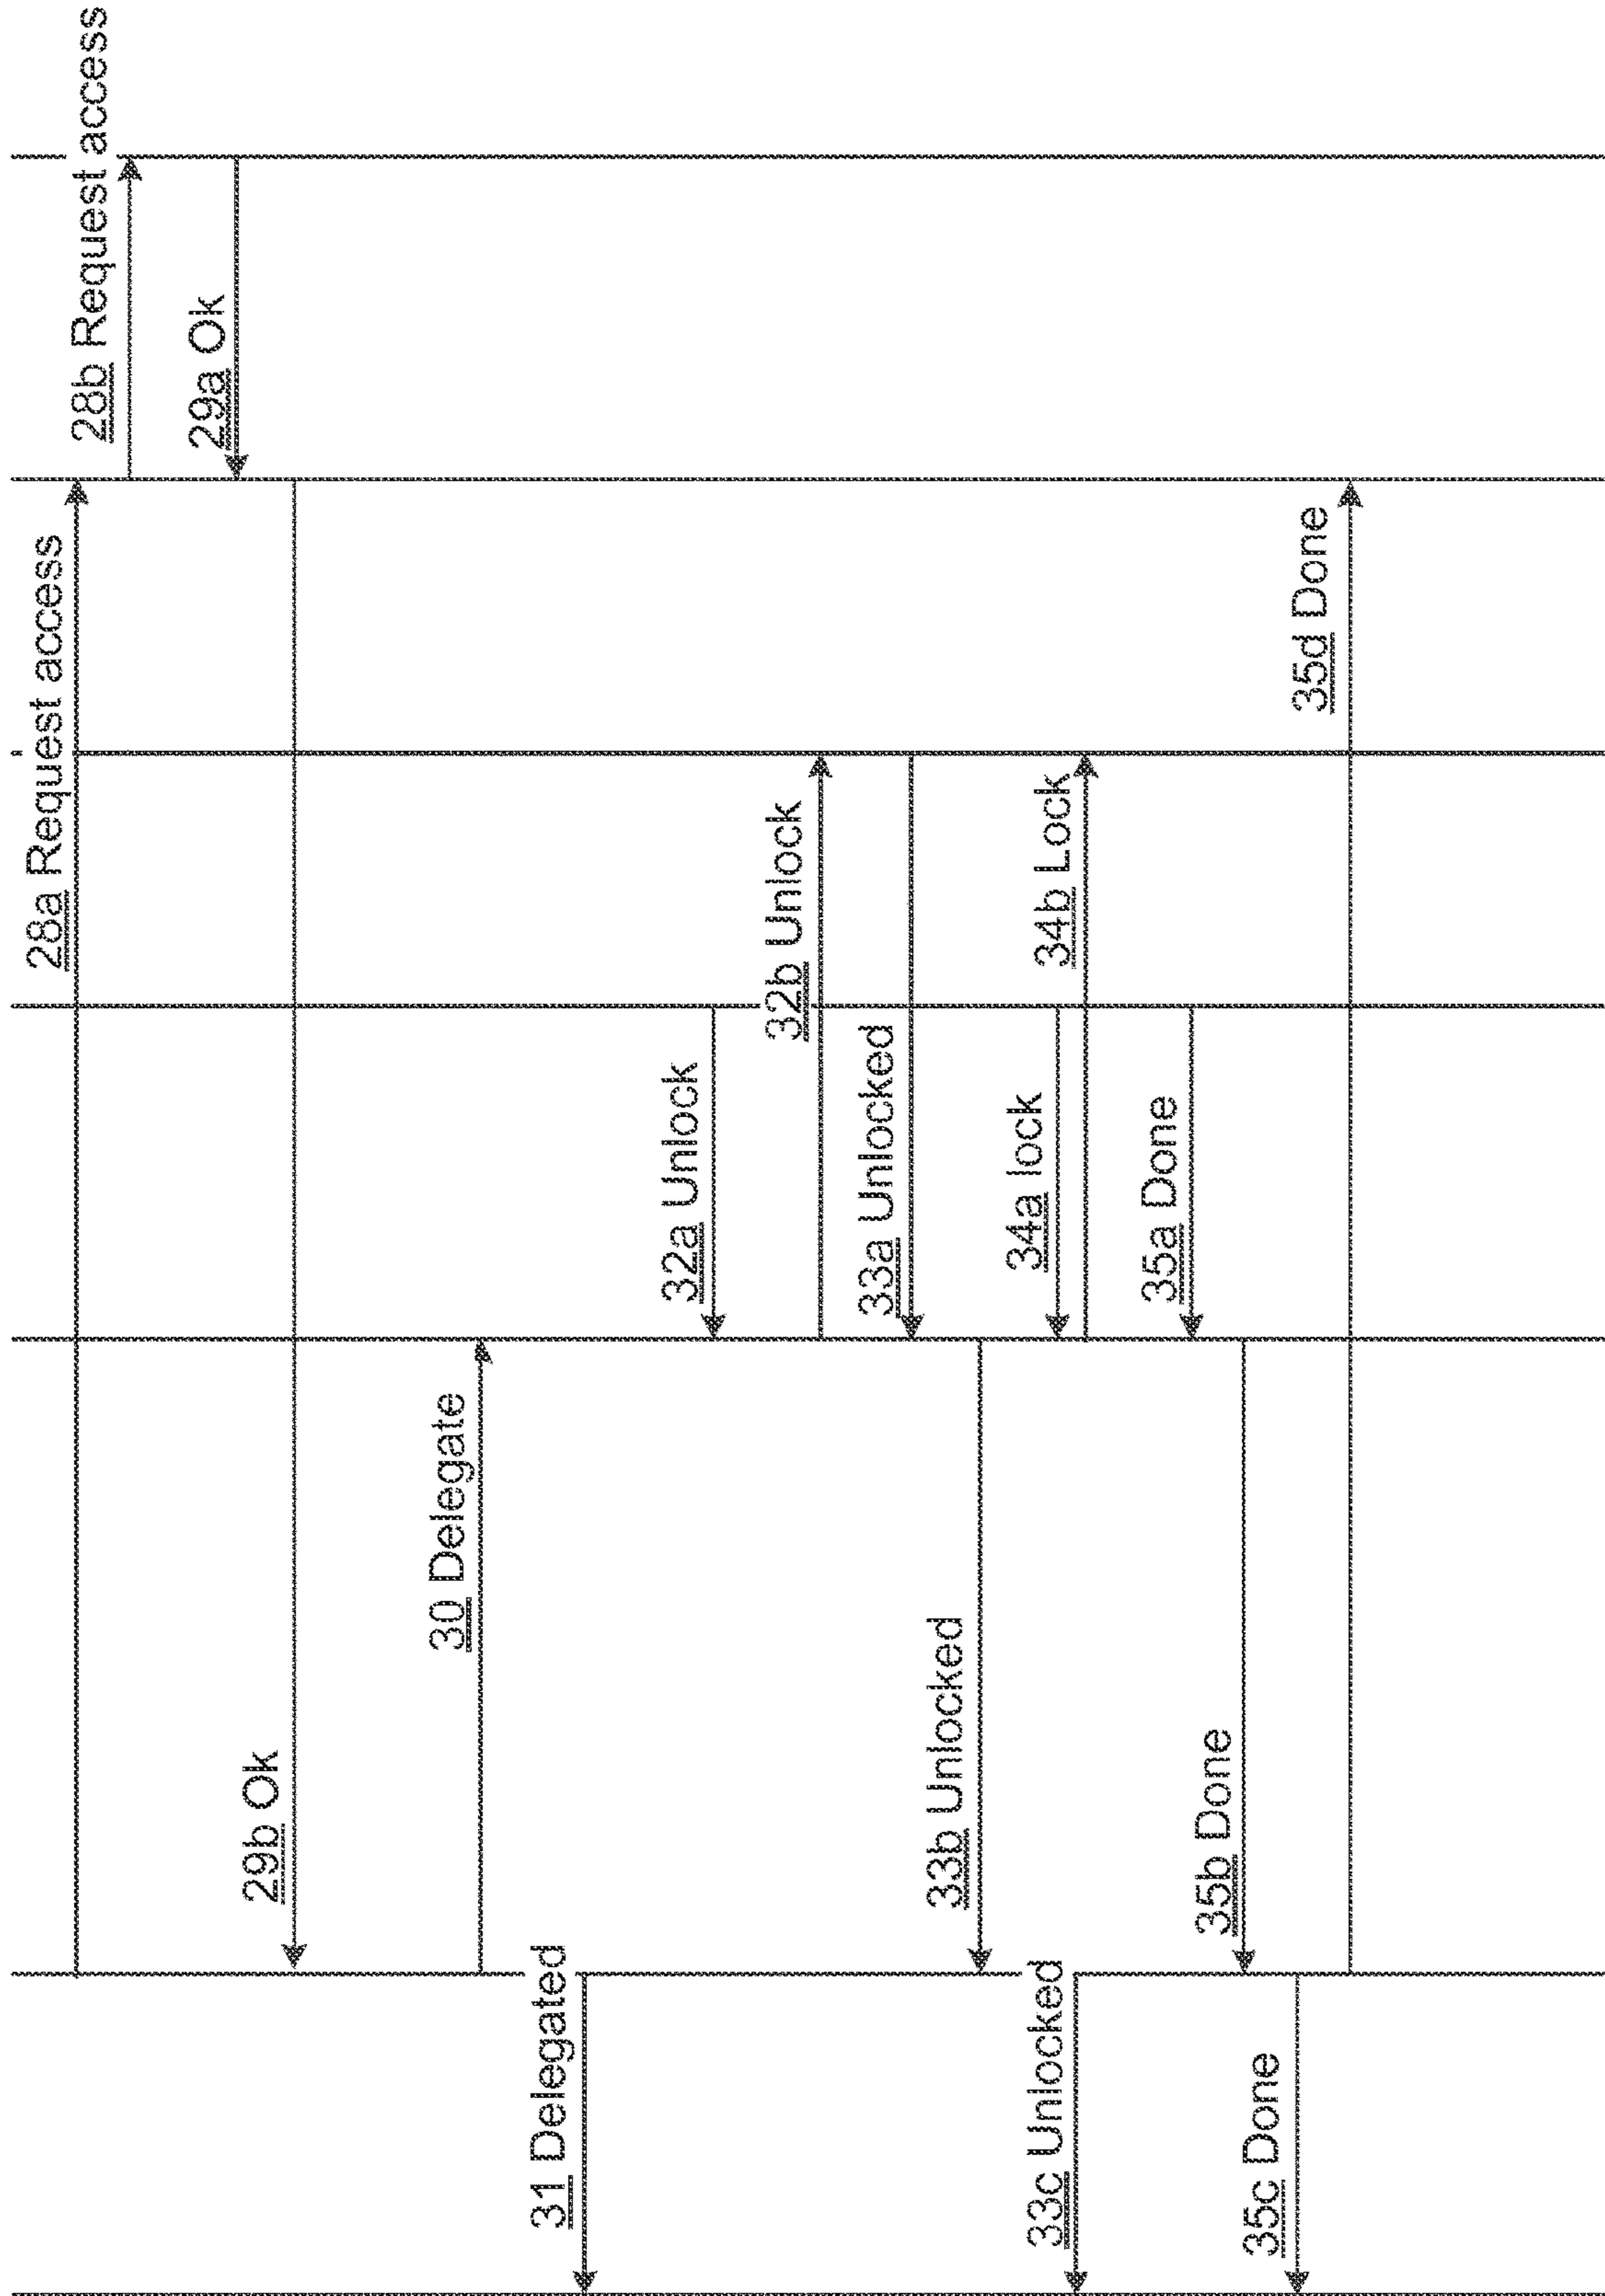 28a Request access
28b Request access
29a Ok
29b Ok
30 Delegate
31 Delegated
32a Unlock
32b Unlock
33a Unlocked
33b Unlocked
34a lock
33c Unlocked
34b Lock
35a Done
35b Done
35c Done
35d Done